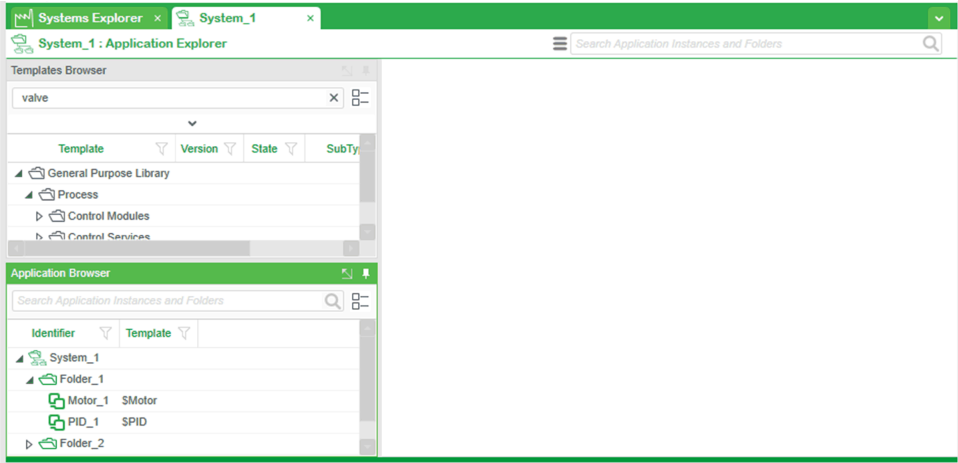 Systems Explorer × System_1 ×
System_1 : Application Explorer Search Application Instances and Folders
Templates Browser
valve ×
Template Version State SubTy
General Purpose Library
Process
Control Modules
Control Services
Application Browser
Search Application Instances and Folders
Identifier Template
System_1
Folder_1
Motor_1 $Motor
PID_1 $PID
Folder_2